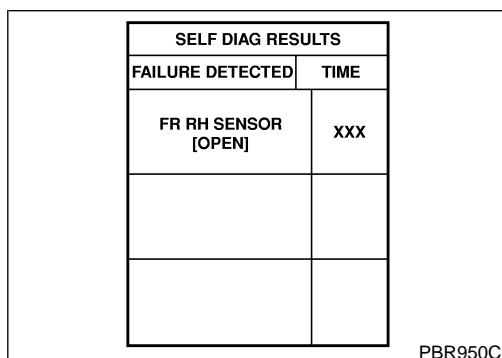 SELF DIAG RESULTS
FAILURE DETECTED TIME
FR RH SENSOR
[OPEN] XXX
PBR950C